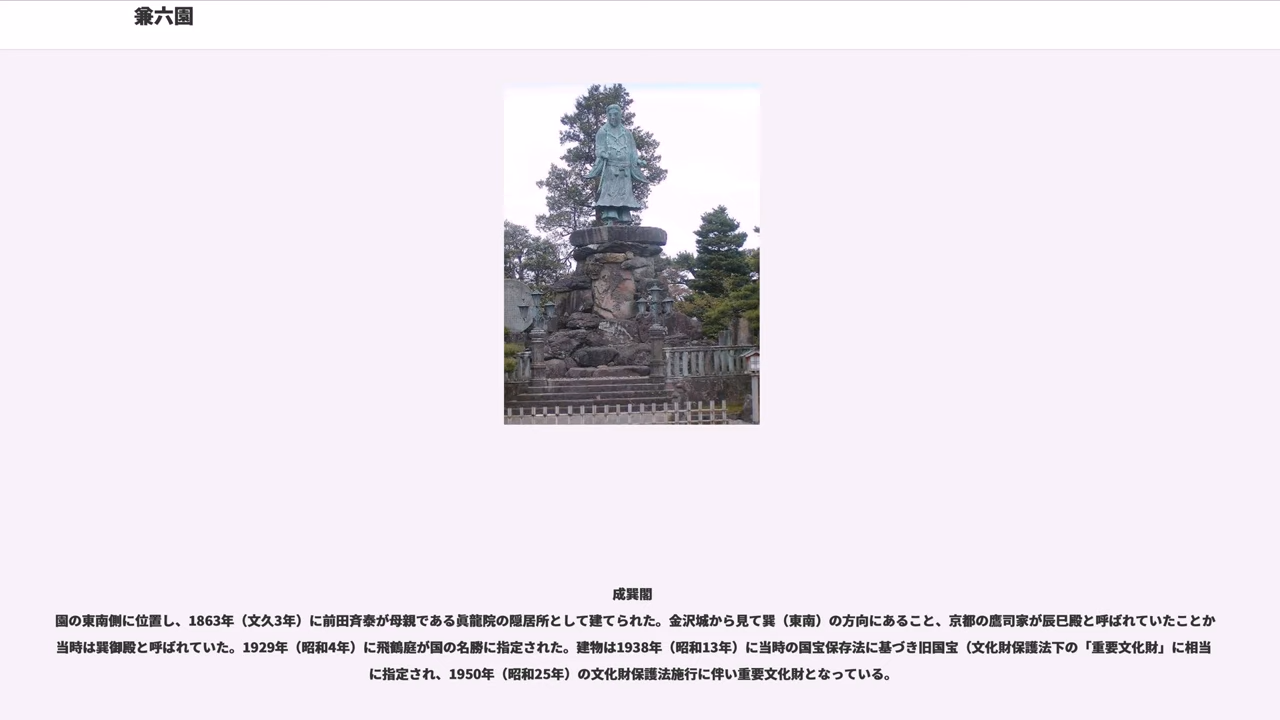 兼六園
成巽閣
園の東南側に位置し、1863年（文久3年）に前田斉泰が母親である眞龍院の隠居所として建てられた。金沢城から見て巽（東南）の方向にあること、京都の鷹司家が辰巳殿と呼ばれていたことか
当時は巽御殿と呼ばれていた。1929年（昭和4年）に飛鶴庭が国の名勝に指定された。建物は1938年（昭和13年）に当時の国宝保存法に基づき旧国宝（文化財保護法下の「重要文化財」に相当
に指定され、1950年（昭和25年）の文化財保護法施行に伴い重要文化財となっている。